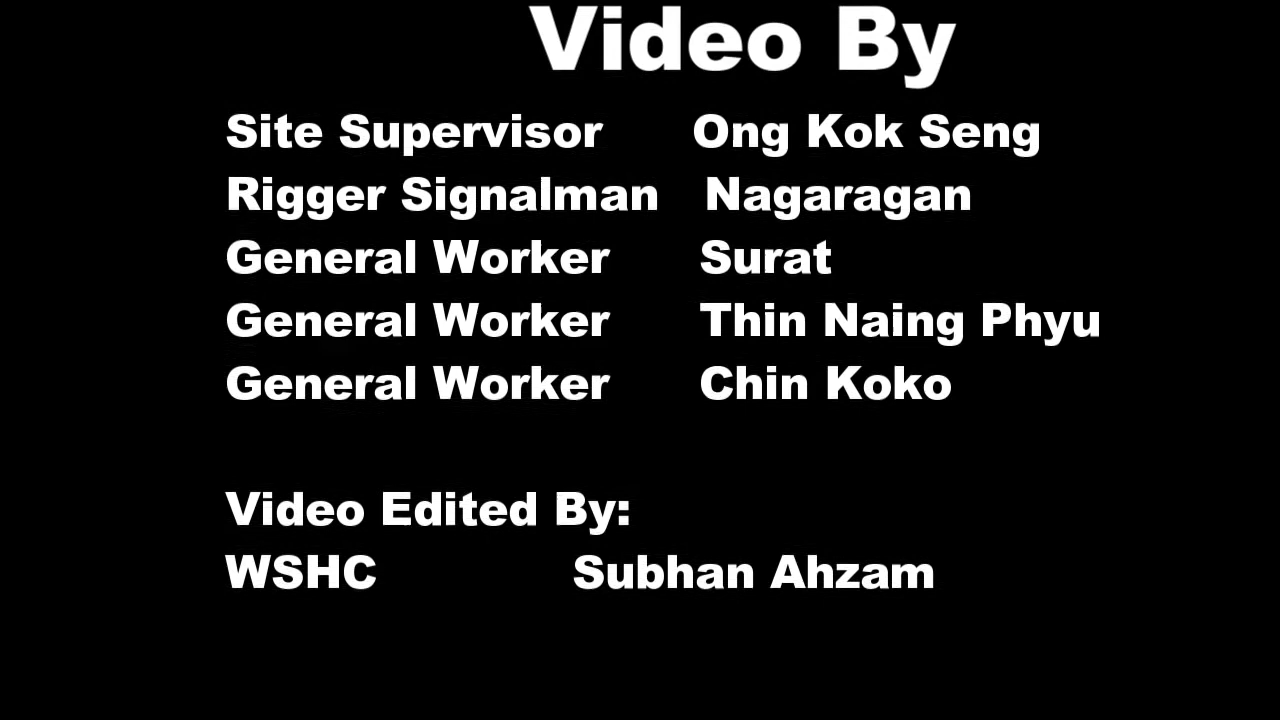 Video By
Site Supervisor Ong Kok Seng
Rigger Signalman Nagaragan
General Worker Surat
General Worker Thin Naing Phyu
General Worker Chin Koko
Video Edited By:
WSHC Subhan Ahzam